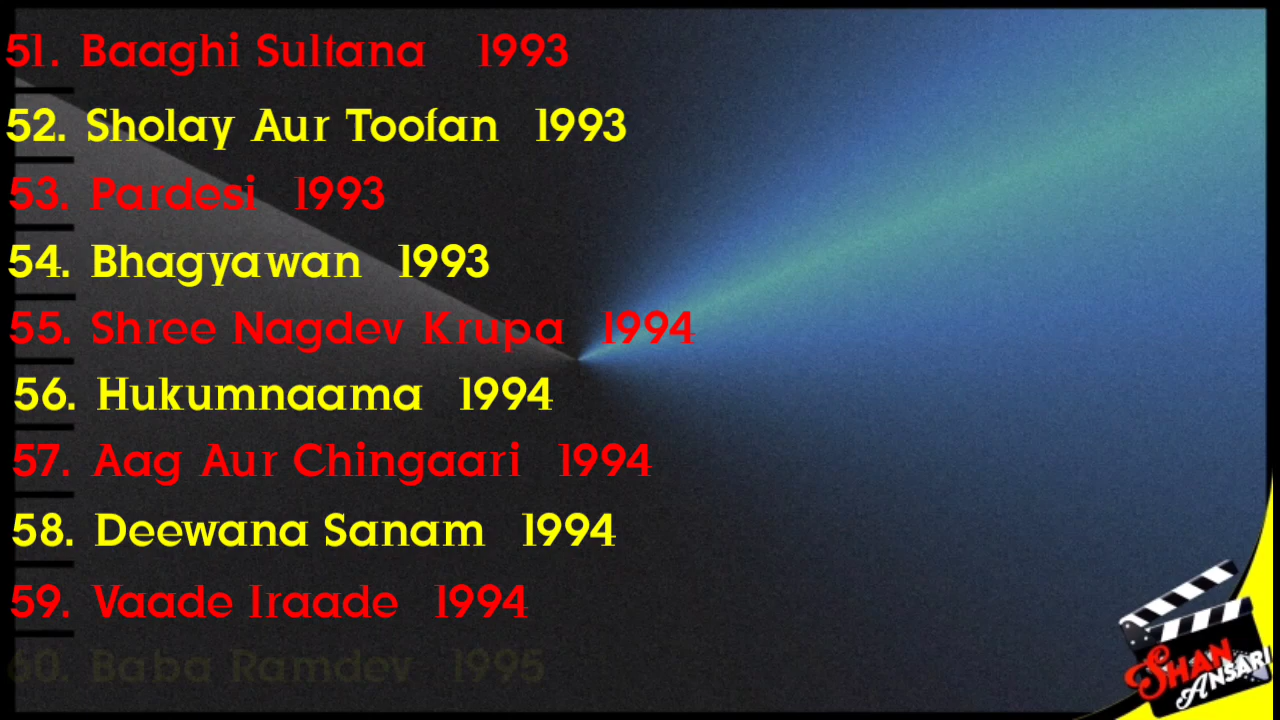 51. Baaghi Sultana 1993
52. Sholay Aur Toofan 1993
53. Pardesi 1993
54. Bhagyawan 1993
55. Shree Nagdev Krupa 1994
56. Hukumnaama 1994
57. Aag Aur Chingaari 1994
58. Deewana Sanam 1994
59. Vaade Iraade 1994
60. Baba Ramdev 1995
SHAN
ANSARI